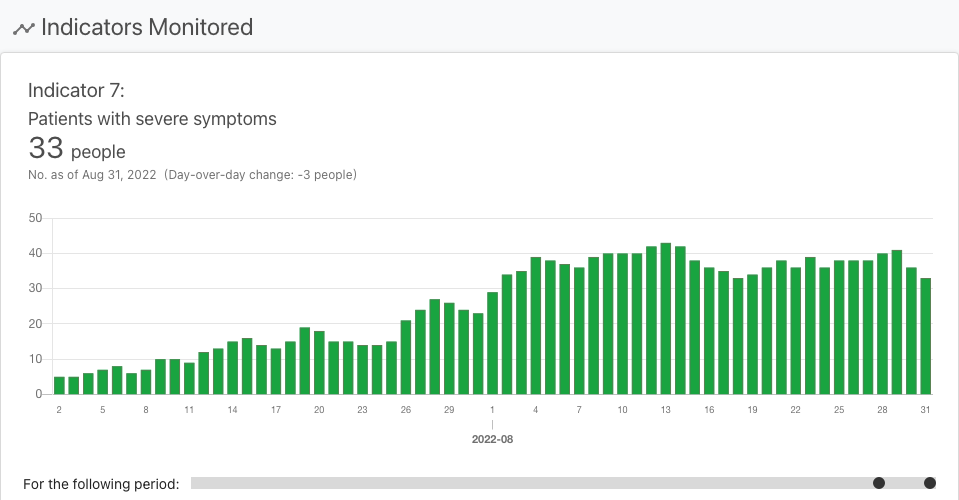 Indicators Monitored
Indicator 7:
Patients with severe symptoms
33 people
No. as of Aug 31, 2022 (Day-over-day change: -3 people)
50
40
30
20
10
0
2 5 8 11 14 17 20 23 26 29 1 4 7 10 13 16 19 22 25 28 31
2022-08
For the following period: